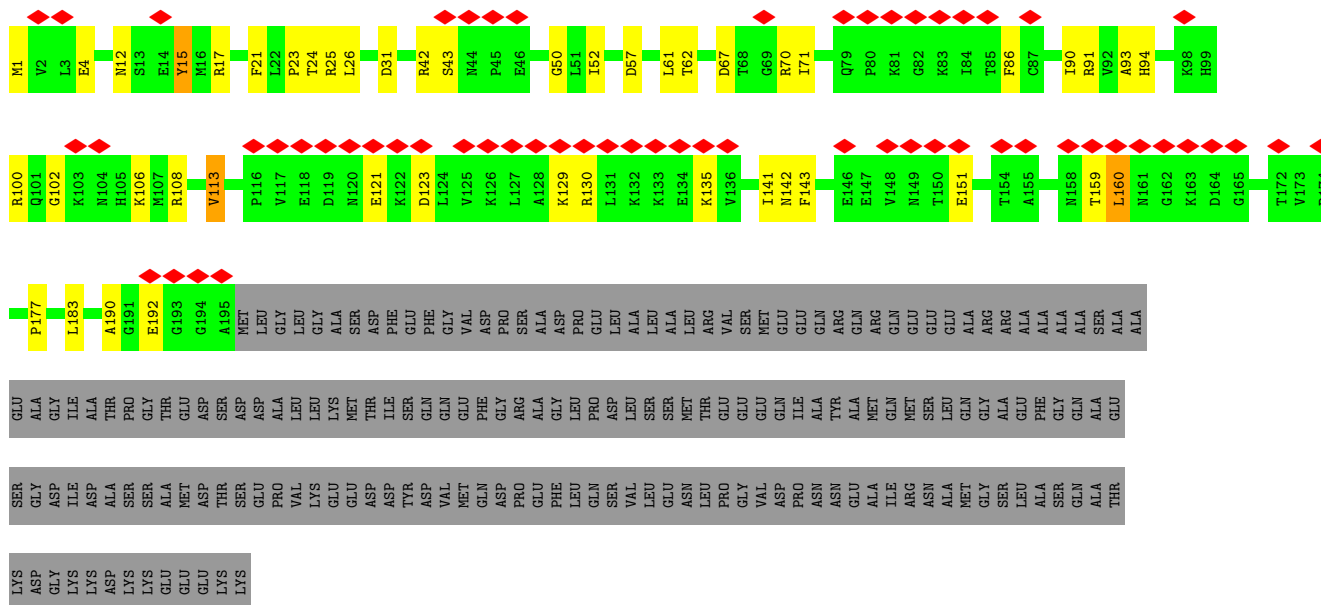 M1 V2 L3 E4 N12 S13 E14 Y15 M16 R17 F21 L22 P23 T24 R25 L26 D31 R42 S43 N44 P45 E46 G50 L51 I52 D57 L61 T62 D67 T68 G69 R70 I71 Q79 P80 K81 G82 K83 I84 T85 F86 C87 I90 R91 V92 A93 H94 K98 H99
R100 Q101 G102 K103 N104 H105 K106 M107 R108 V113 P116 V117 E118 D119 N120 E121 K122 D123 L124 V125 K126 L127 A128 K129 R130 L131 K132 K133 E134 K135 V136 I141 N142 F143 E146 E147 V148 N149 T150 E151 T154 A155 N158 T159 L160 N161 G162 K163 D164 G165 T172 V173
P177 L183 A190 G191 E192 G193 G194 A195 MET LEU GLY LEU GLY ALA SER ASP PHE GLU PHE GLY VAL ASP PRO SER ALA ASP PRO GLU LEU ALA LEU ALA LEU ARG VAL SER MET GLU GLU GLN ARG GLN ARG GLN GLU GLU GLU ALA ARG ARG ALA ALA ALA ALA SER ALA ALA
GLU ALA GLY ILE ALA THR PRO GLY THR GLU ASP SER ASP ASP ALA LEU LEU LYS MET THR ILE SER GLN GLN GLU PHE GLY ARG ALA GLY LEU PRO ASP LEU SER SER MET THR GLU GLU GLU GLN ILE ALA TYR ALA MET GLN MET SER LEU GLN GLY ALA GLU PHE GLY GLN ALA GLU
SER GLY ASP ILE ASP ALA SER SER ALA MET ASP THR SER GLU PRO VAL LYS GLU GLU ASP ASP TYR ASP VAL MET GLN ASP PRO GLU PHE LEU GLN SER VAL LEU GLU ASN LEU PRO GLY VAL ASP PRO ASN ASN GLU ALA ILE ARG ASN ALA MET GLY SER LEU ALA SER GLN ALA THR
LYS ASP GLY LYS LYS ASP LYS LYS GLU GLU GLU LYS LYS